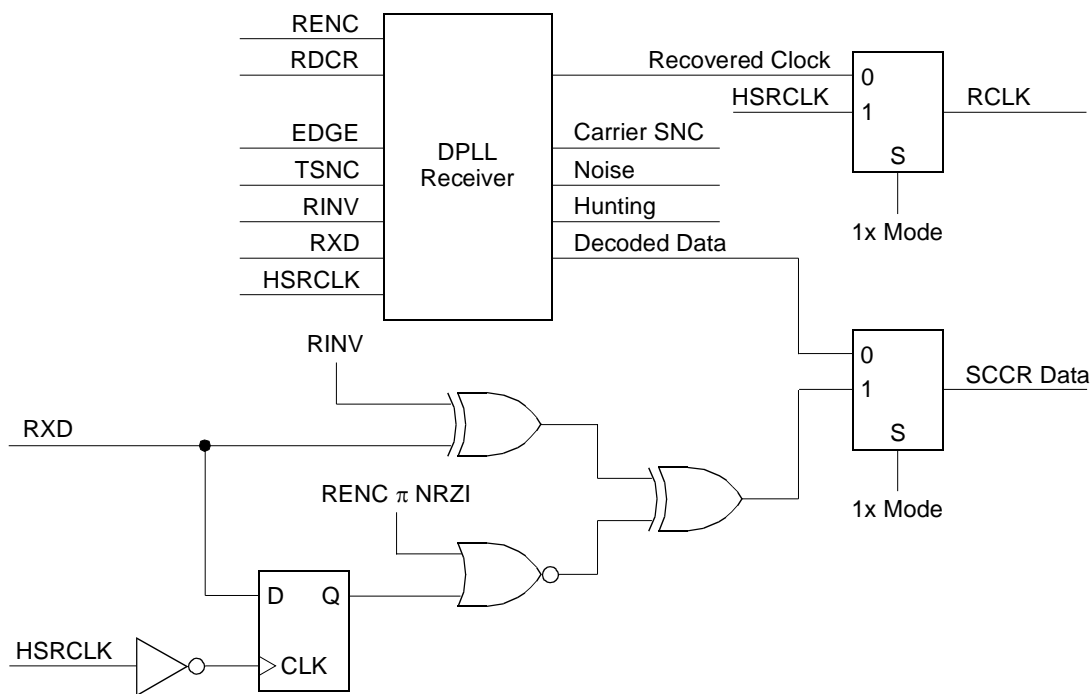 RENC
RDCR
EDGE
TSNC
RINV
RXD
HSRCLK
DPLL
Receiver
Recovered Clock
Carrier SNC
Noise
Hunting
Decoded Data
HSRCLK
0
1
S
RCLK
1x Mode
RINV
RXD
RENC π NRZI
HSRCLK
D Q
CLK
0
1
S
SCCR Data
1x Mode